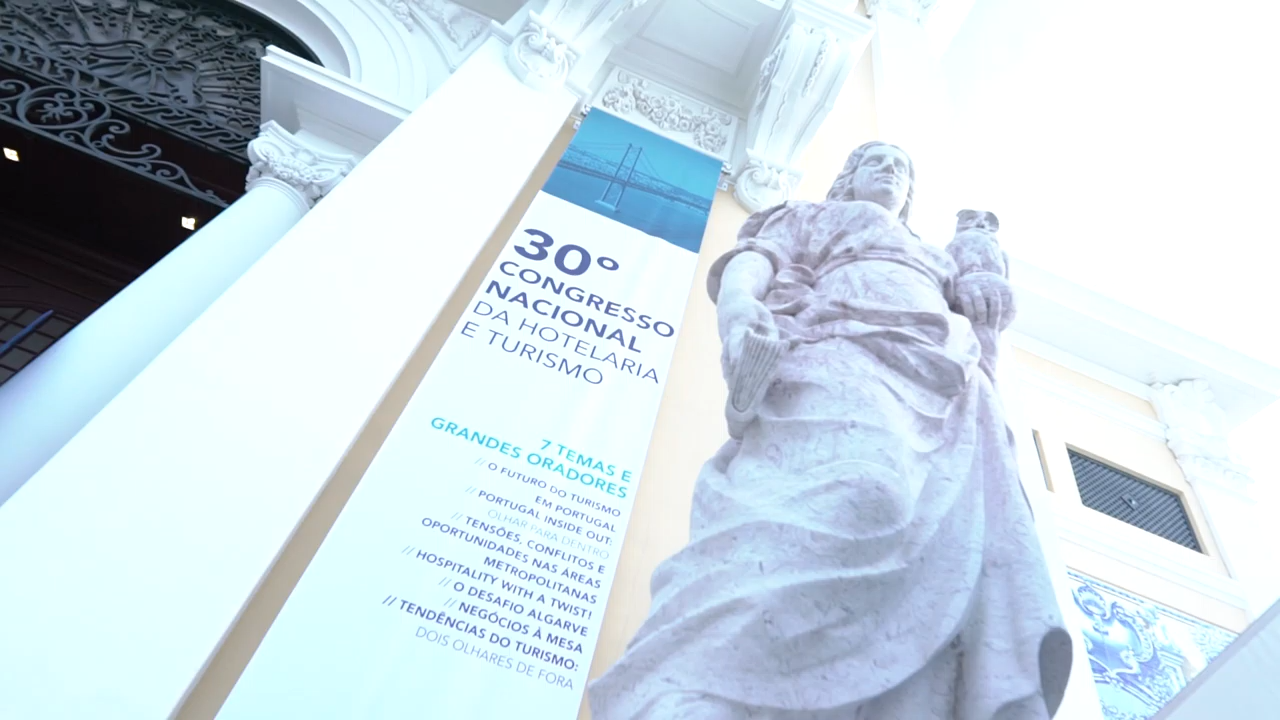 30º
CONGRESSO
NACIONAL
DA HOTELARIA
E TURISMO
7 TEMAS E
GRANDES ORADORES
// O FUTURO DO TURISMO
EM PORTUGAL
// PORTUGAL INSIDE OUT:
OLHAR PARA DENTRO
// TENSÕES, CONFLITOS E
OPORTUNIDADES NAS ÁREAS
METROPOLITANAS
// HOSPITALITY WITH A TWIST!
// O DESAFIO ALGARVE
// NEGÓCIOS À MESA
// TENDÊNCIAS DO TURISMO:
DOIS OLHARES DE FORA